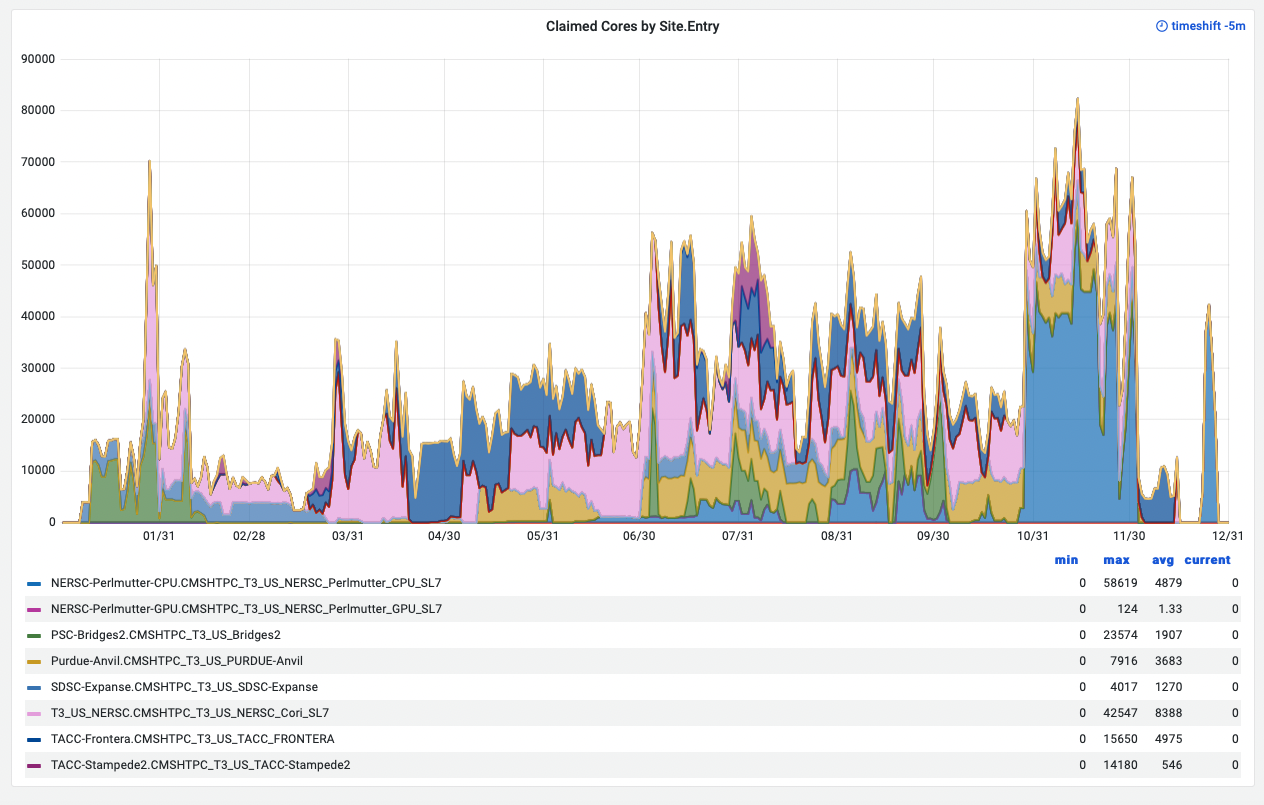 Claimed Cores by Site.Entry
timeshift -5m
90000
80000
70000
60000
50000
40000
30000
20000
10000
0
01/31 02/28 03/31 04/30 05/31 06/30 07/31 08/31 09/30 10/31 11/30 12/31
min max avg current
NERSC-Perlmutter-CPU.CMSHTPC_T3_US_NERSC_Perlmutter_CPU_SL7 0 58619 4879 0
NERSC-Perlmutter-GPU.CMSHTPC_T3_US_NERSC_Perlmutter_GPU_SL7 0 124 1.33 0
PSC-Bridges2.CMSHTPC_T3_US_Bridges2 0 23574 1907 0
Purdue-Anvil.CMSHTPC_T3_US_PURDUE-Anvil 0 7916 3683 0
SDSC-Expanse.CMSHTPC_T3_US_SDSC-Expanse 0 4017 1270 0
T3_US_NERSC.CMSHTPC_T3_US_NERSC_Cori_SL7 0 42547 8388 0
TACC-Frontera.CMSHTPC_T3_US_TACC_FRONTERA 0 15650 4975 0
TACC-Stampede2.CMSHTPC_T3_US_TACC-Stampede2 0 14180 546 0